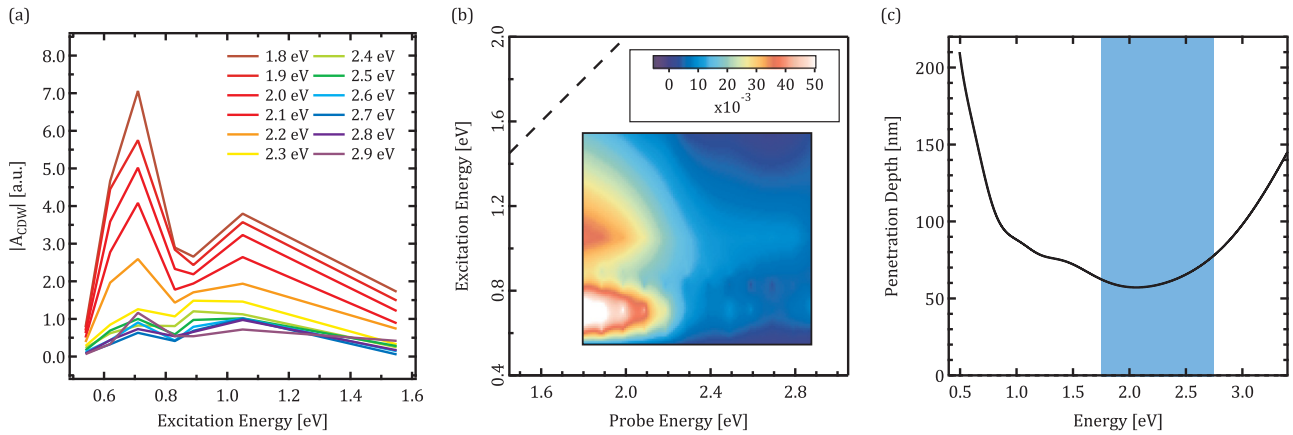 (a)
|A_CDW| [a.u.]
8.0
7.0
6.0
5.0
4.0
3.0
2.0
1.0
0.0
1.8 eV 2.4 eV
1.9 eV 2.5 eV
2.0 eV 2.6 eV
2.1 eV 2.7 eV
2.2 eV 2.8 eV
2.3 eV 2.9 eV
0.6 0.8 1.0 1.2 1.4 1.6
Excitation Energy [eV]
(b)
Excitation Energy [eV]
2.0
1.6
1.2
0.8
0.4
0 10 20 30 40 50
x10⁻³
1.6 2.0 2.4 2.8
Probe Energy [eV]
(c)
Penetration Depth [nm]
200
150
100
50
0
0.5 1.0 1.5 2.0 2.5 3.0
Energy [eV]